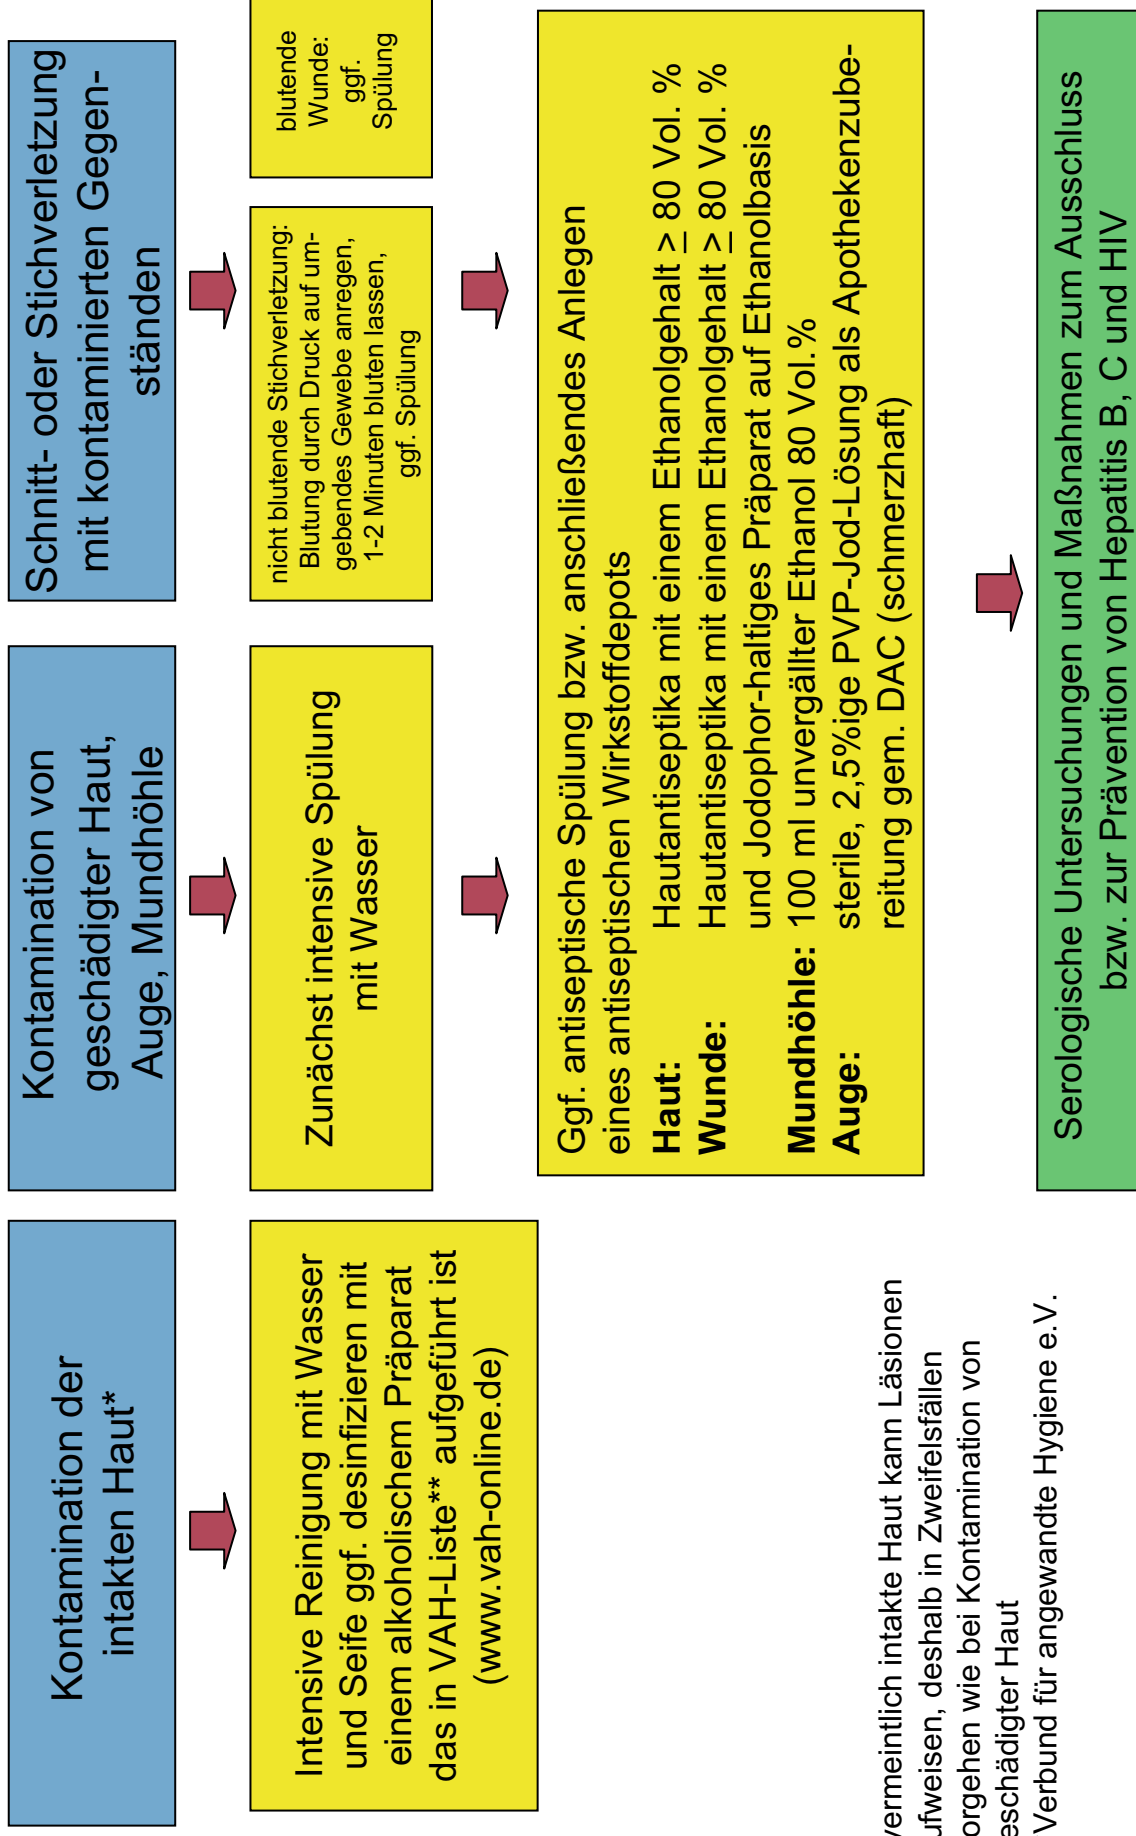 Kontamination der
intakten Haut*
Kontamination von
geschädigter Haut,
Auge, Mundhöhle
Schnitt- oder Stichverletzung
mit kontaminierten Gegen-
ständen
Intensive Reinigung mit Wasser
und Seife ggf. desinfizieren mit
einem alkoholischem Präparat
das in VAH-Liste** aufgeführt ist
(www.vah-online.de)
Zunächst intensive Spülung
mit Wasser
nicht blutende Stichverletzung:
Blutung durch Druck auf um-
gebendes Gewebe anregen,
1-2 Minuten bluten lassen,
ggf. Spülung
blutende
Wunde:
ggf.
Spülung
Ggf. antiseptische Spülung bzw. anschließendes Anlegen
eines antiseptischen Wirkstoffdepots
Haut: Hautantiseptika mit einem Ethanolgehalt ≥ 80 Vol. %
Wunde: Hautantiseptika mit einem Ethanolgehalt ≥ 80 Vol. %
und Jodophor-haltiges Präparat auf Ethanolbasis
Mundhöhle: 100 ml unvergällter Ethanol 80 Vol.%
Auge: sterile, 2,5%ige PVP-Jod-Lösung als Apothekenzube-
reitung gem. DAC (schmerzhaft)
vermeintlich intakte Haut kann Läsionen
ufweisen, deshalb in Zweifelsfällen
orgehen wie bei Kontamination von
eschädigter Haut
Verbund für angewandte Hygiene e.V.
Serologische Untersuchungen und Maßnahmen zum Ausschluss
bzw. zur Prävention von Hepatitis B, C und HIV